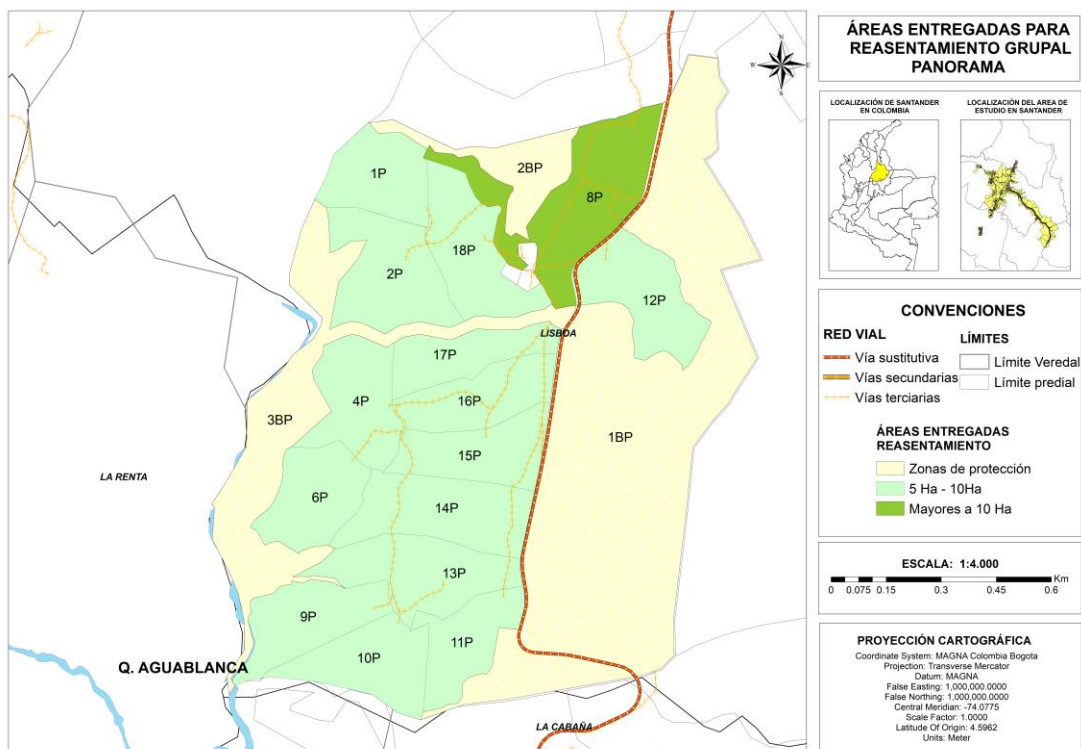 ÁREAS ENTREGADAS PARA
REASENTAMIENTO GRUPAL
PANORAMA
N
W
E
S
LOCALIZACIÓN DE SANTANDER
EN COLOMBIA
LOCALIZACIÓN DEL AREA DE
ESTUDIO EN SANTANDER
1P
2BP
8P
18P
2P
12P
LISBOA
17P
4P
16P
3BP
1BP
15P
LA RENTA
6P
14P
13P
9P
11P
10P
Q. AGUABLANCA
LA CABAÑA
CONVENCIONES
RED VIAL
Vía sustitutiva
Vías secundarias
Vías terciarias
LÍMITES
Límite Veredal
Límite predial
ÁREAS ENTREGADAS
REASENTAMIENTO
Zonas de protección
5 Ha - 10Ha
Mayores a 10 Ha
ESCALA: 1:4.000
Km
0 0.075 0.15 0.3 0.45 0.6
PROYECCIÓN CARTOGRÁFICA
Coordinate System: MAGNA Colombia Bogota
Projection: Transverse Mercator
Datum: MAGNA
False Easting: 1,000,000.0000
False Northing: 1,000,000.0000
Central Meridian: -74.0775
Scale Factor: 1.0000
Latitude Of Origin: 4.5962
Units: Meter